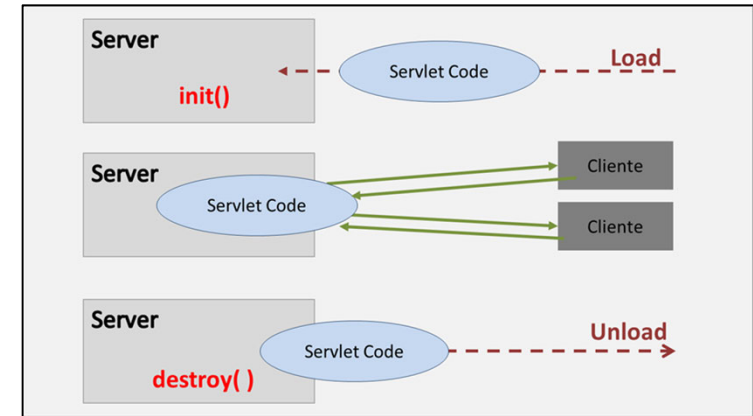 Server
Load
Servlet Code
init()
Server
Cliente
Servlet Code
Cliente
Server
Unload
Servlet Code
destroy( )